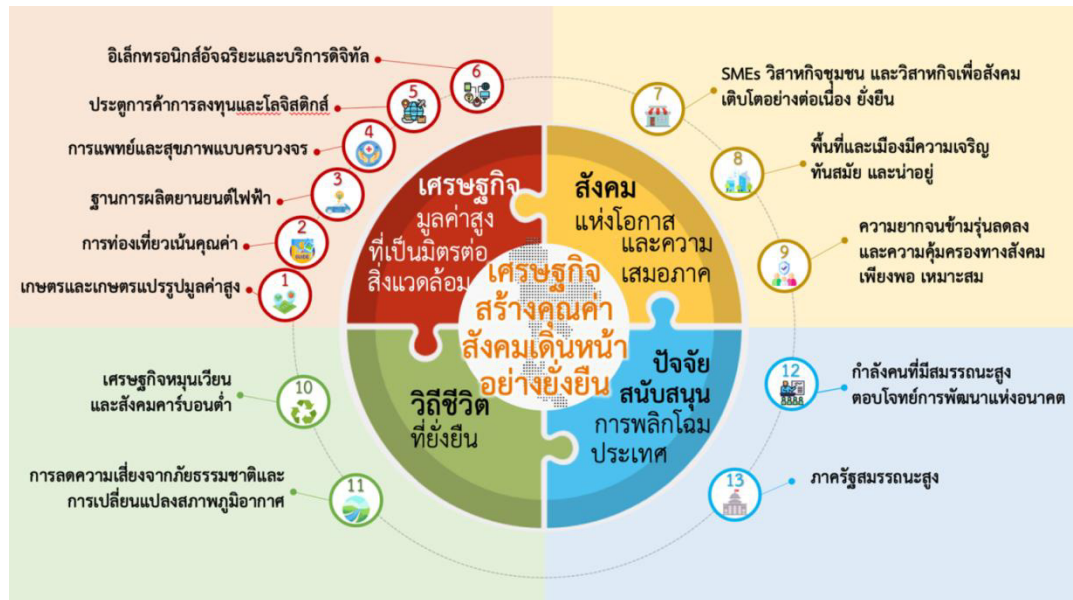 อิเล็กทรอนิกส์อัจฉริยะและบริการดิจิทัล
6
ประตูการค้าการลงทุนและโลจิสติกส์
5
การแพทย์และสุขภาพแบบครบวงจร
4
ฐานการผลิตยานยนต์ไฟฟ้า
3
การท่องเที่ยวเน้นคุณค่า
2
เกษตรและเกษตรแปรรูปมูลค่าสูง
1
เศรษฐกิจ
มูลค่าสูง
ที่เป็นมิตรต่อ
สิ่งแวดล้อม
สังคม
แห่งโอกาส
และความ
เสมอภาค
7
SMEs วิสาหกิจชุมชน และวิสาหกิจเพื่อสังคม
เติบโตอย่างต่อเนื่อง ยั่งยืน
8
พื้นที่และเมืองมีความเจริญ
ทันสมัย และน่าอยู่
9
ความยากจนข้ามรุ่นลดลง
และความคุ้มครองทางสังคม
เพียงพอ เหมาะสม
เศรษฐกิจ
สร้างคุณค่า
สังคมเดินหน้า
อย่างยั่งยืน
เศรษฐกิจหมุนเวียน
และสังคมคาร์บอนต่ำ
10
การลดความเสี่ยงจากภัยธรรมชาติและ
การเปลี่ยนแปลงสภาพภูมิอากาศ
11
วิถีชีวิต
ที่ยั่งยืน
ปัจจัย
สนับสนุน
การพลิกโฉม
ประเทศ
12
กำลังคนที่มีสมรรถนะสูง
ตอบโจทย์การพัฒนาแห่งอนาคต
13
ภาครัฐสมรรถนะสูง